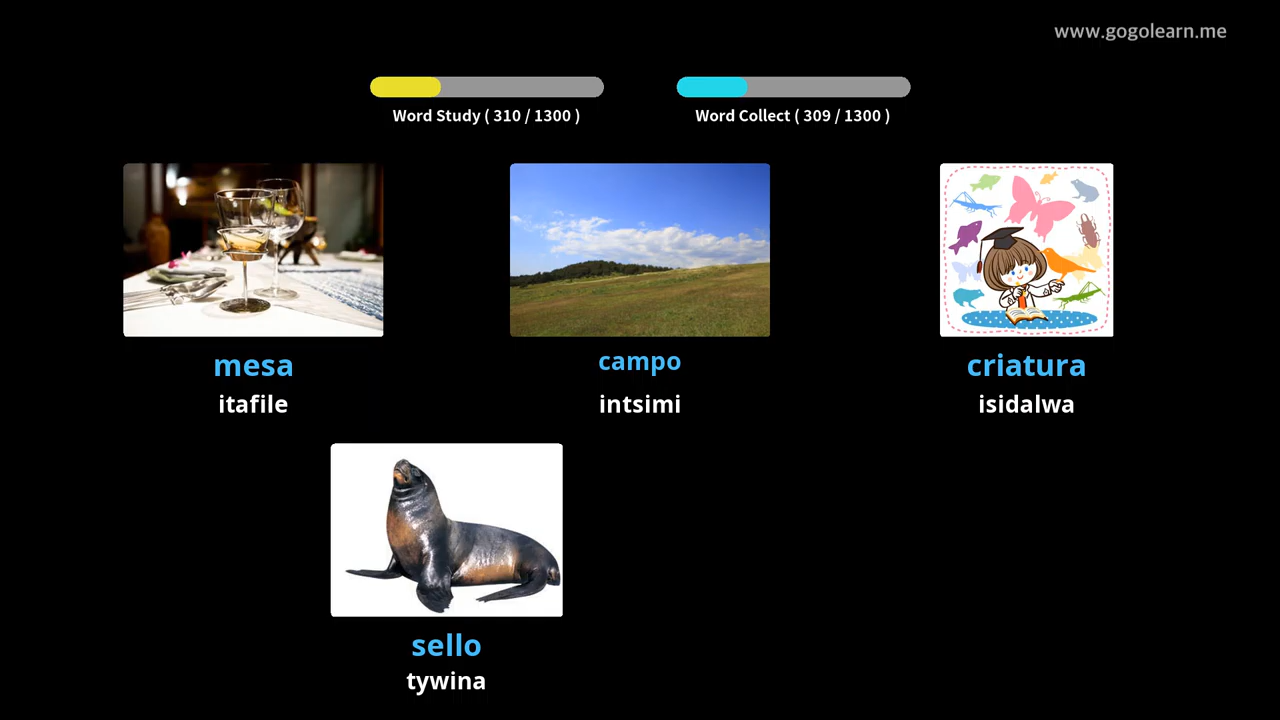 www.gogolearn.me
Word Study ( 310 / 1300 )
Word Collect ( 309 / 1300 )
mesa
itafile
campo
intsimi
criatura
isidalwa
sello
tywina